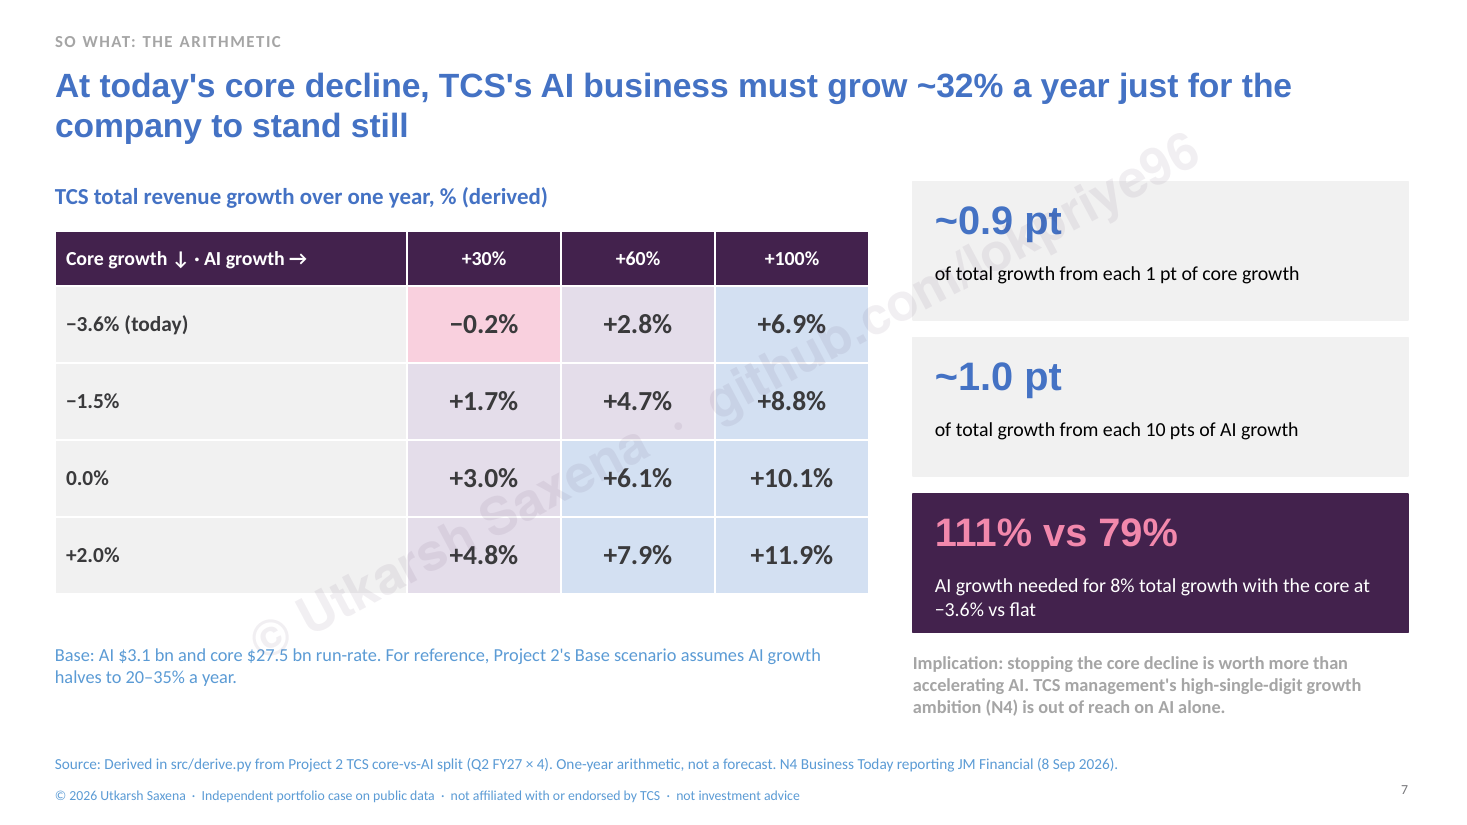 SO WHAT: THE ARITHMETIC
At today's core decline, TCS's AI business must grow ~32% a year just for the
company to stand still
TCS total revenue growth over one year, % (derived)
Core growth ↓ · AI growth → +30% +60% +100%
−3.6% (today) −0.2% +2.8% +6.9%
−1.5% +1.7% +4.7% +8.8%
0.0% +3.0% +6.1% +10.1%
+2.0% +4.8% +7.9% +11.9%
Base: AI $3.1 bn and core $27.5 bn run-rate. For reference, Project 2's Base scenario assumes AI growth
halves to 20–35% a year.
~0.9 pt
of total growth from each 1 pt of core growth
~1.0 pt
of total growth from each 10 pts of AI growth
111% vs 79%
AI growth needed for 8% total growth with the core at
−3.6% vs flat
Implication: stopping the core decline is worth more than
accelerating AI. TCS management's high-single-digit growth
ambition (N4) is out of reach on AI alone.
Source: Derived in src/derive.py from Project 2 TCS core-vs-AI split (Q2 FY27 × 4). One-year arithmetic, not a forecast. N4 Business Today reporting JM Financial (8 Sep 2026).
© 2026 Utkarsh Saxena · Independent portfolio case on public data · not affiliated with or endorsed by TCS · not investment advice
7
© Utkarsh Saxena · github.com/lokpriye96